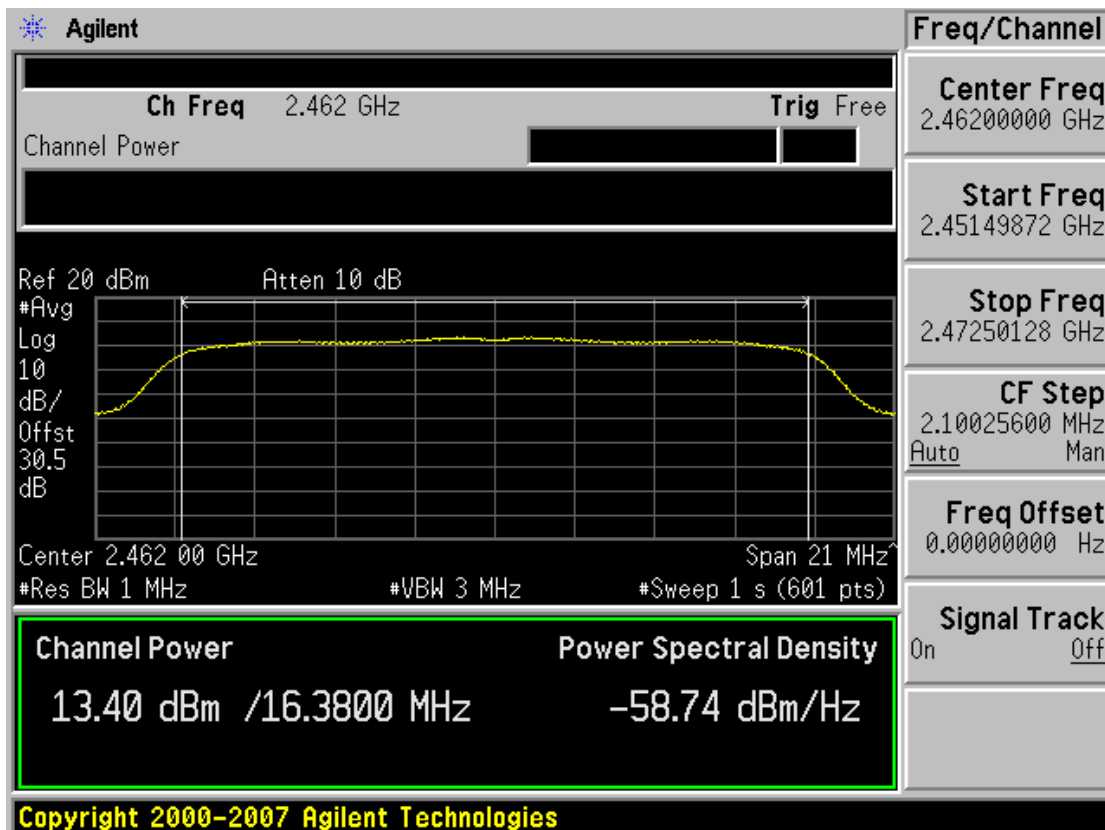 Agilent
Freq/Channel
Ch Freq 2.462 GHz Trig Free
Channel Power
Ref 20 dBm Atten 10 dB
#Avg
Log
10
dB/
Offst
30.5
dB
Center 2.462 00 GHz Span 21 MHz^
#Res BW 1 MHz #VBW 3 MHz #Sweep 1 s (601 pts)
Channel Power Power Spectral Density
13.40 dBm /16.3800 MHz -58.74 dBm/Hz
Center Freq
2.46200000 GHz
Start Freq
2.45149872 GHz
Stop Freq
2.47250128 GHz
CF Step
2.10025600 MHz
Auto Man
Freq Offset
0.00000000 Hz
Signal Track
On Off
Copyright 2000-2007 Agilent Technologies